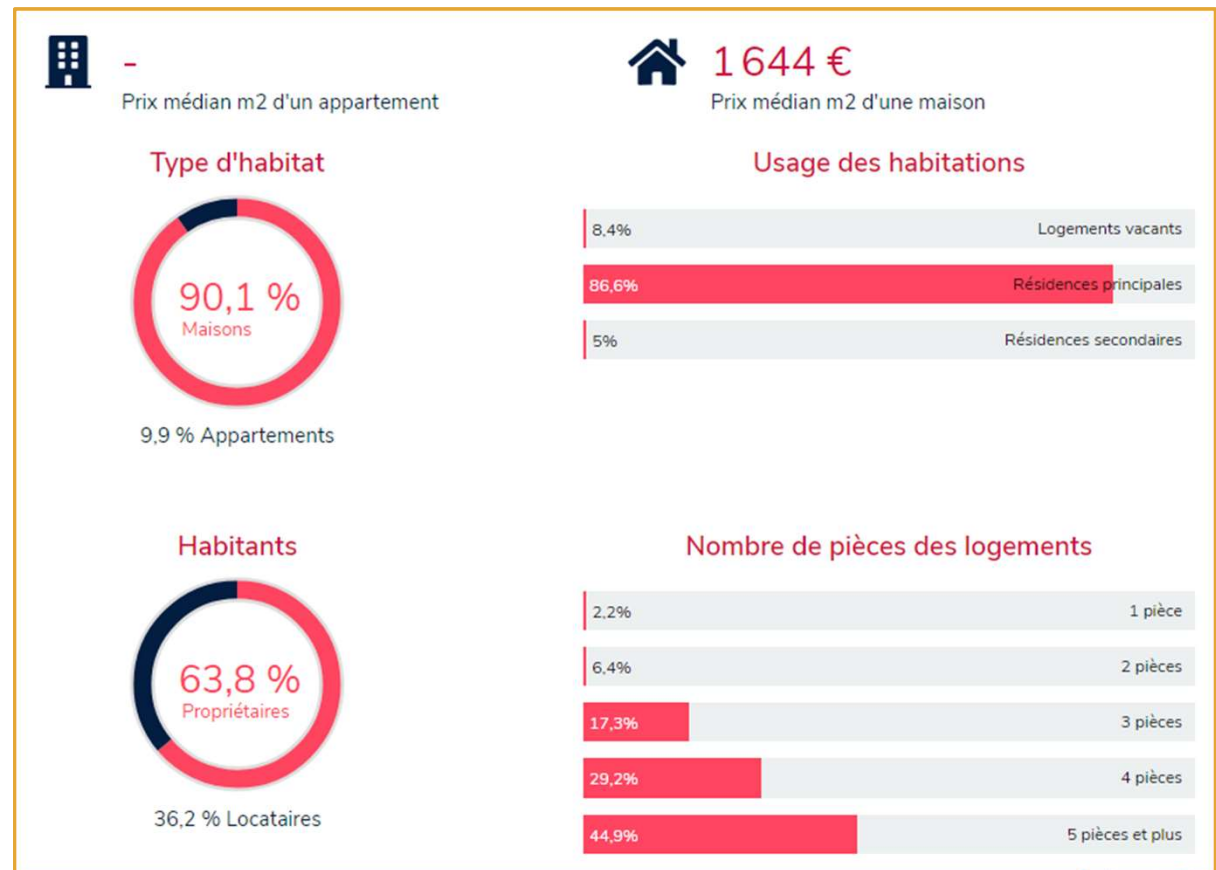 -
Prix médian m2 d'un appartement
1 644 €
Prix médian m2 d'une maison
Type d'habitat
90,1 %
Maisons
9,9 % Appartements
Usage des habitations
8,4% Logements vacants
86,6% Résidences principales
5% Résidences secondaires
Habitants
63,8 %
Propriétaires
36,2 % Locataires
Nombre de pièces des logements
2,2% 1 pièce
6,4% 2 pièces
17,3% 3 pièces
29,2% 4 pièces
44,9% 5 pièces et plus